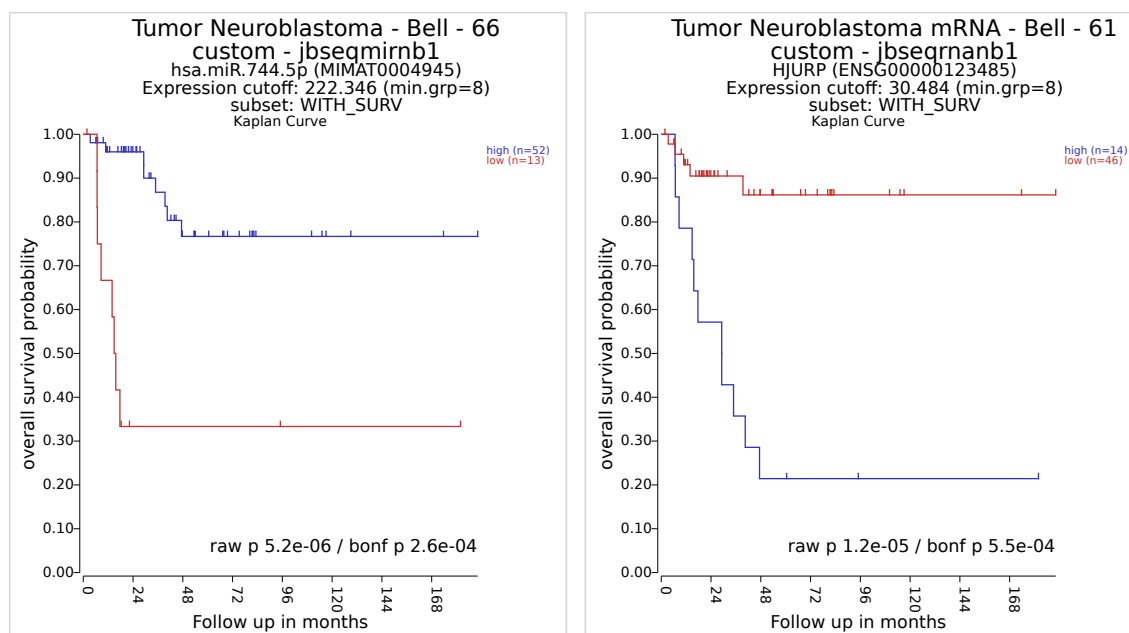 Tumor Neuroblastoma - Bell - 66
custom - jbseqmirnb1
hsa.miR.744.5p (MIMAT0004945)
Expression cutoff: 222.346 (min.grp=8)
subset: WITH_SURV
Kaplan Curve
high (n=52)
low (n=13)
overall survival probability
1.00
0.90
0.80
0.70
0.60
0.50
0.40
0.30
0.20
0.10
0.00
raw p 5.2e-06 / bonf p 2.6e-04
0 24 48 72 96 120 144 168
Follow up in months
Tumor Neuroblastoma mRNA - Bell - 61
custom - jbseqrnanb1
HJURP (ENSG00000123485)
Expression cutoff: 30.484 (min.grp=8)
subset: WITH_SURV
Kaplan Curve
high (n=14)
low (n=46)
overall survival probability
1.00
0.90
0.80
0.70
0.60
0.50
0.40
0.30
0.20
0.10
0.00
raw p 1.2e-05 / bonf p 5.5e-04
0 24 48 72 96 120 144 168
Follow up in months